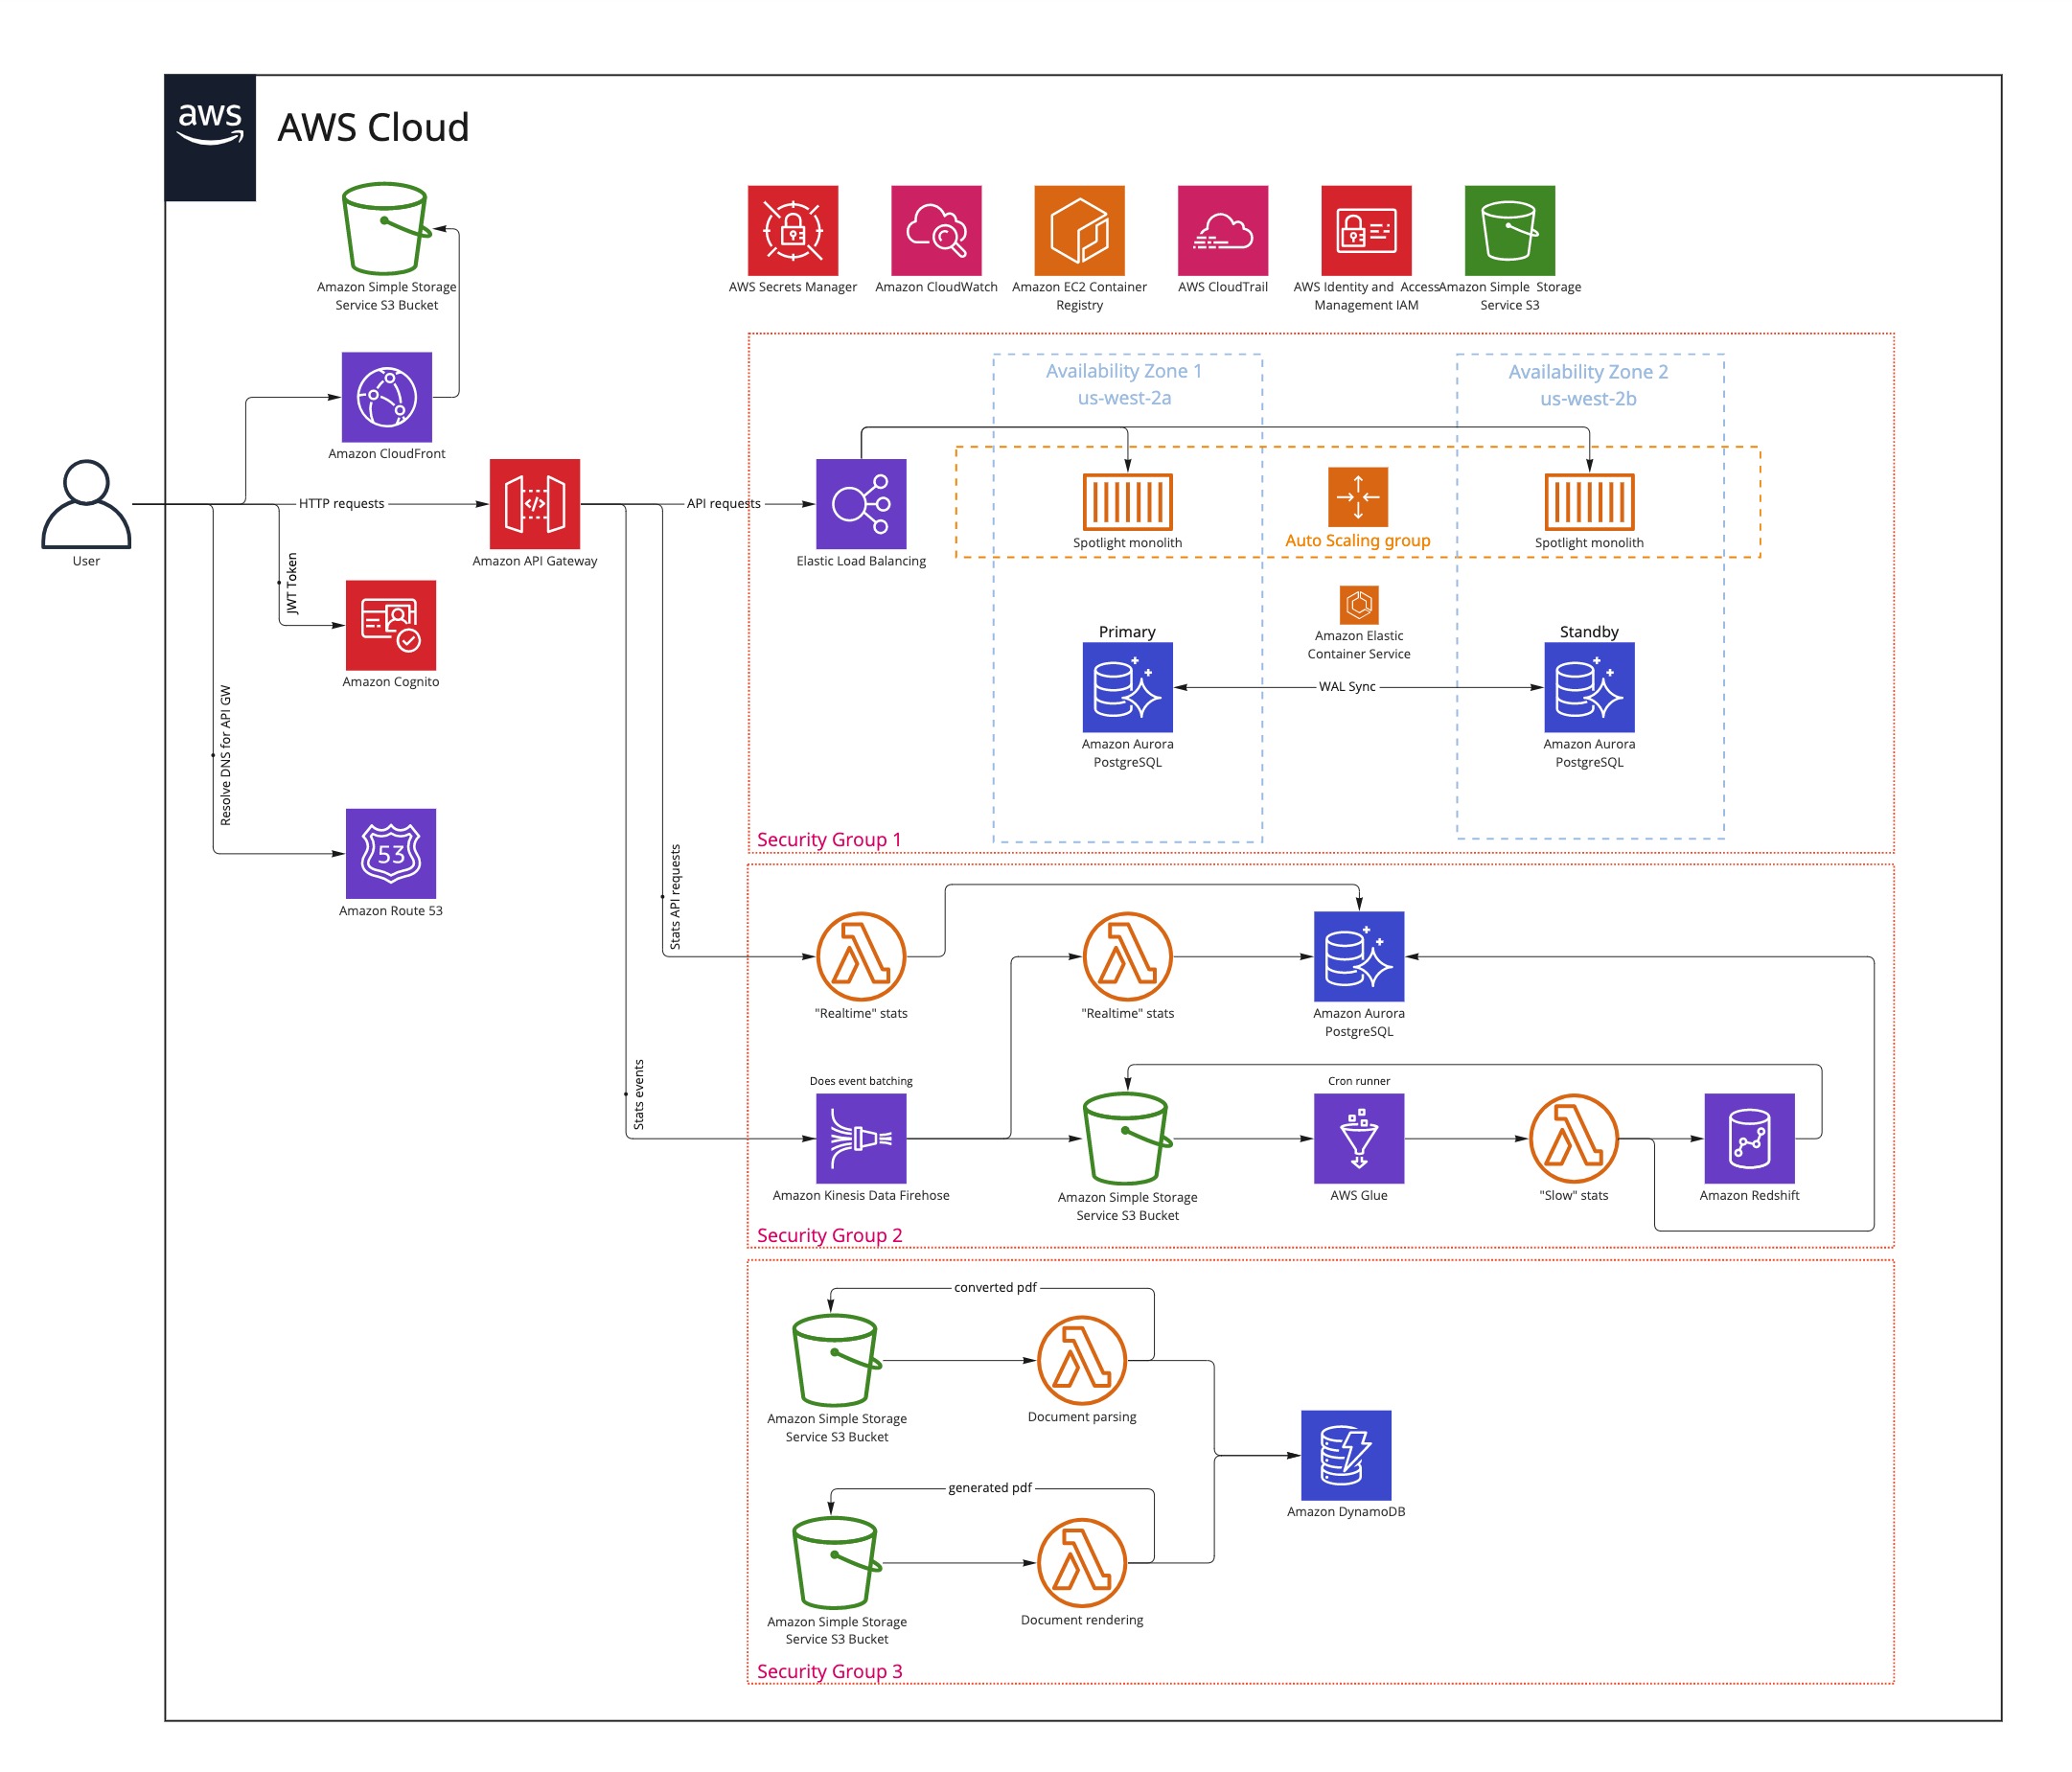 aws
AWS Cloud
Amazon Simple Storage
Service S3 Bucket
AWS Secrets Manager
Amazon CloudWatch
Amazon EC2 Container
Registry
AWS CloudTrail
AWS Identity and Access
Management IAM
Amazon Simple Storage
Service S3
Amazon CloudFront
User
HTTP requests
Amazon API Gateway
JWT Token
Amazon Cognito
Resolve DNS for API GW
53
Amazon Route 53
API requests
Stats API requests
Stats events
Availability Zone 1
us-west-2a
Availability Zone 2
us-west-2b
Elastic Load Balancing
Spotlight monolith
Auto Scaling group
Spotlight monolith
Amazon Elastic
Container Service
Primary
Standby
WAL Sync
Amazon Aurora
PostgreSQL
Amazon Aurora
PostgreSQL
Security Group 1
"Realtime" stats
"Realtime" stats
Amazon Aurora
PostgreSQL
Does event batching
Cron runner
Amazon Kinesis Data Firehose
Amazon Simple Storage
Service S3 Bucket
AWS Glue
"Slow" stats
Amazon Redshift
Security Group 2
converted pdf
Amazon Simple Storage
Service S3 Bucket
Document parsing
Amazon DynamoDB
generated pdf
Amazon Simple Storage
Service S3 Bucket
Document rendering
Security Group 3